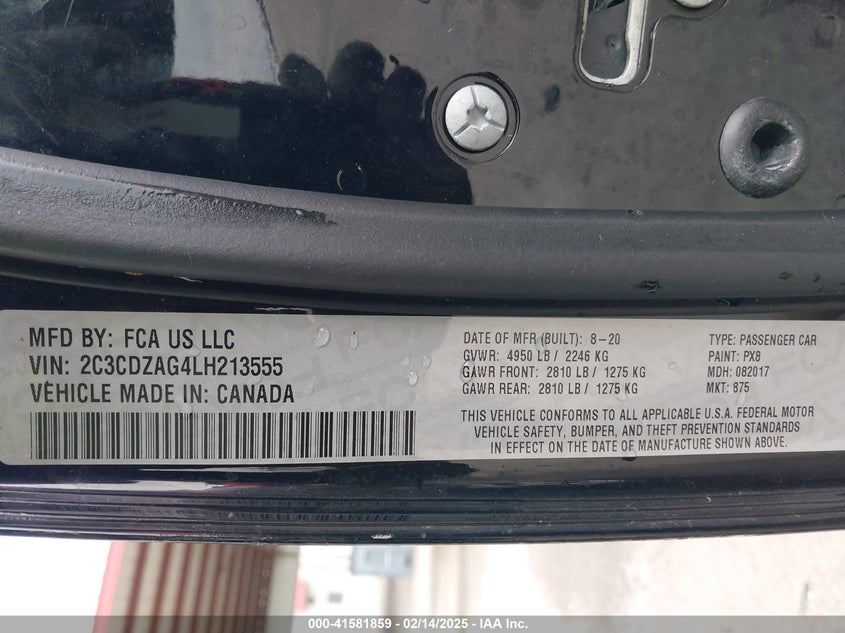 MFD BY: FCA US LLC
VIN: 2C3CDZAG4LH213555
VEHICLE MADE IN: CANADA
DATE OF MFR (BUILT): 8-20
GVWR: 4950 LB / 2246 KG
GAWR FRONT: 2810 LB / 1275 KG
GAWR REAR: 2810 LB / 1275 KG
TYPE: PASSENGER CAR
PAINT: PX8
MDH: 082017
MKT: 875
THIS VEHICLE CONFORMS TO ALL APPLICABLE U.S.A. FEDERAL MOTOR
VEHICLE SAFETY, BUMPER, AND THEFT PREVENTION STANDARDS
IN EFFECT ON THE DATE OF MANUFACTURE SHOWN ABOVE.
000-41581859 - 02/14/2025 - IAA Inc.